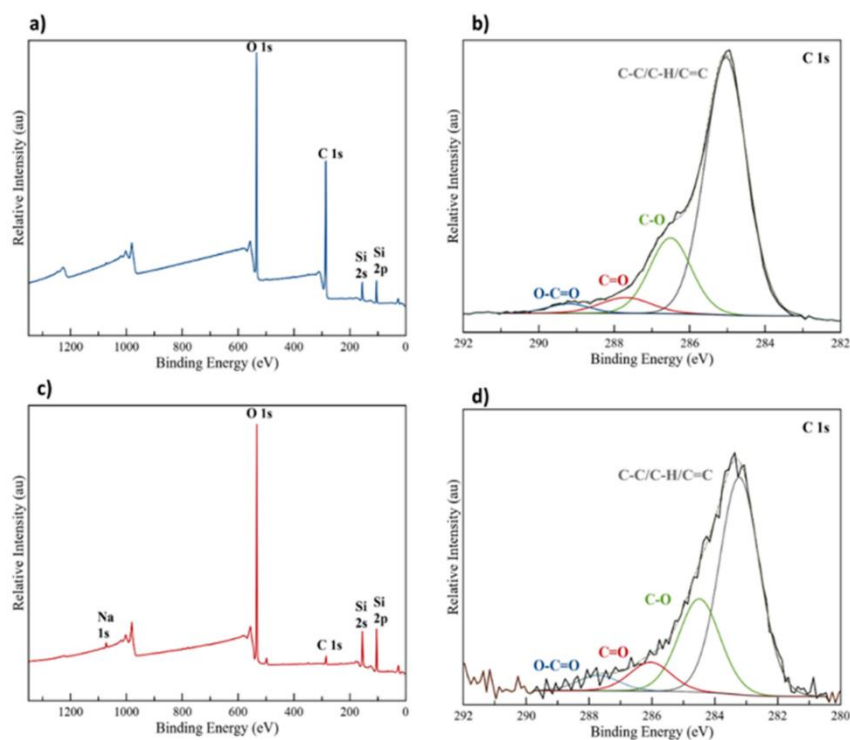 a)
O 1s
C 1s
Si
2s
Si
2p
Relative Intensity (au)
1200 1000 800 600 400 200 0
Binding Energy (eV)
b)
C 1s
C-C/C-H/C=C
C-O
C=O
O-C=O
Relative Intensity (au)
292 290 288 286 284 282
Binding Energy (eV)
c)
O 1s
Na
1s
C 1s
Si
2s
Si
2p
Relative Intensity (au)
1200 1000 800 600 400 200 0
Binding Energy (eV)
d)
C 1s
C-C/C-H/C=C
C-O
C=O
O-C=O
Relative Intensity (au)
292 290 288 286 284 282 280
Binding Energy (eV)